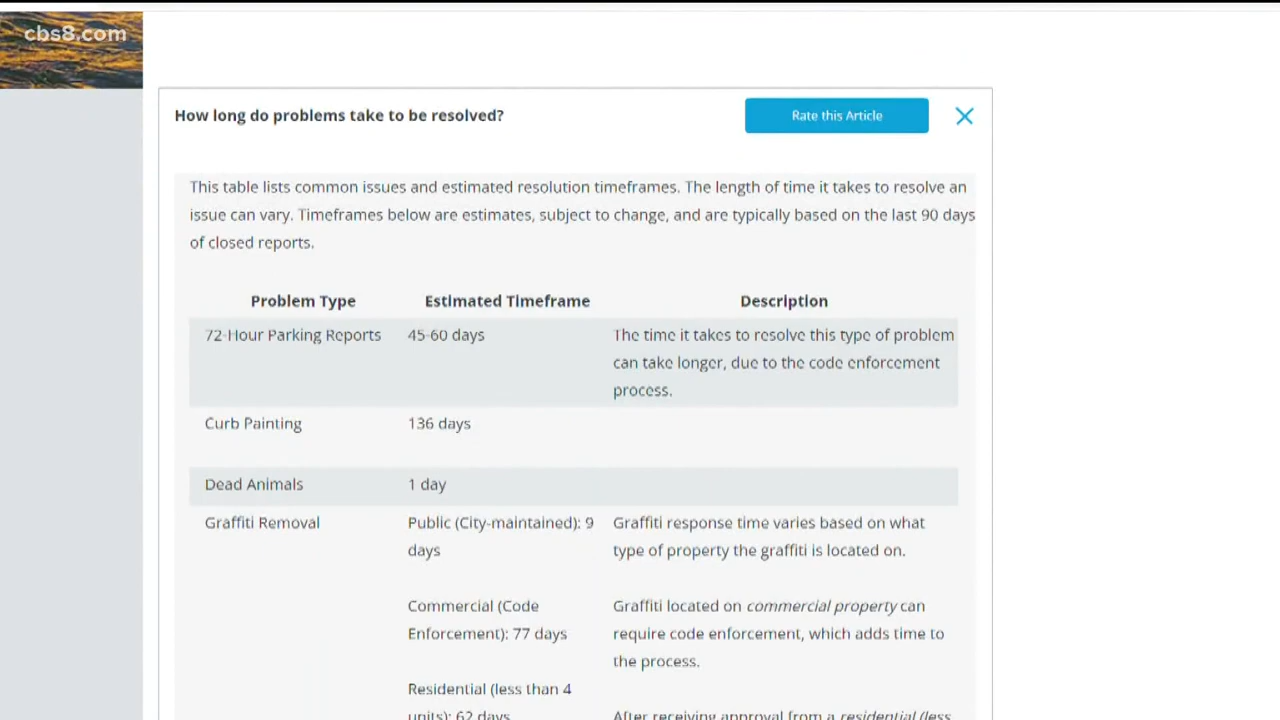 cbs8.com
How long do problems take to be resolved?
Rate this Article
This table lists common issues and estimated resolution timeframes. The length of time it takes to resolve an
issue can vary. Timeframes below are estimates, subject to change, and are typically based on the last 90 days
of closed reports.
Problem Type Estimated Timeframe Description
72-Hour Parking Reports 45-60 days The time it takes to resolve this type of problem
can take longer, due to the code enforcement
process.
Curb Painting 136 days
Dead Animals 1 day
Graffiti Removal Public (City-maintained): 9 Graffiti response time varies based on what
days type of property the graffiti is located on.
Commercial (Code Graffiti located on commercial property can
Enforcement): 77 days require code enforcement, which adds time to
the process.
Residential (less than 4
units): 62 days After receiving approval from a residential (less